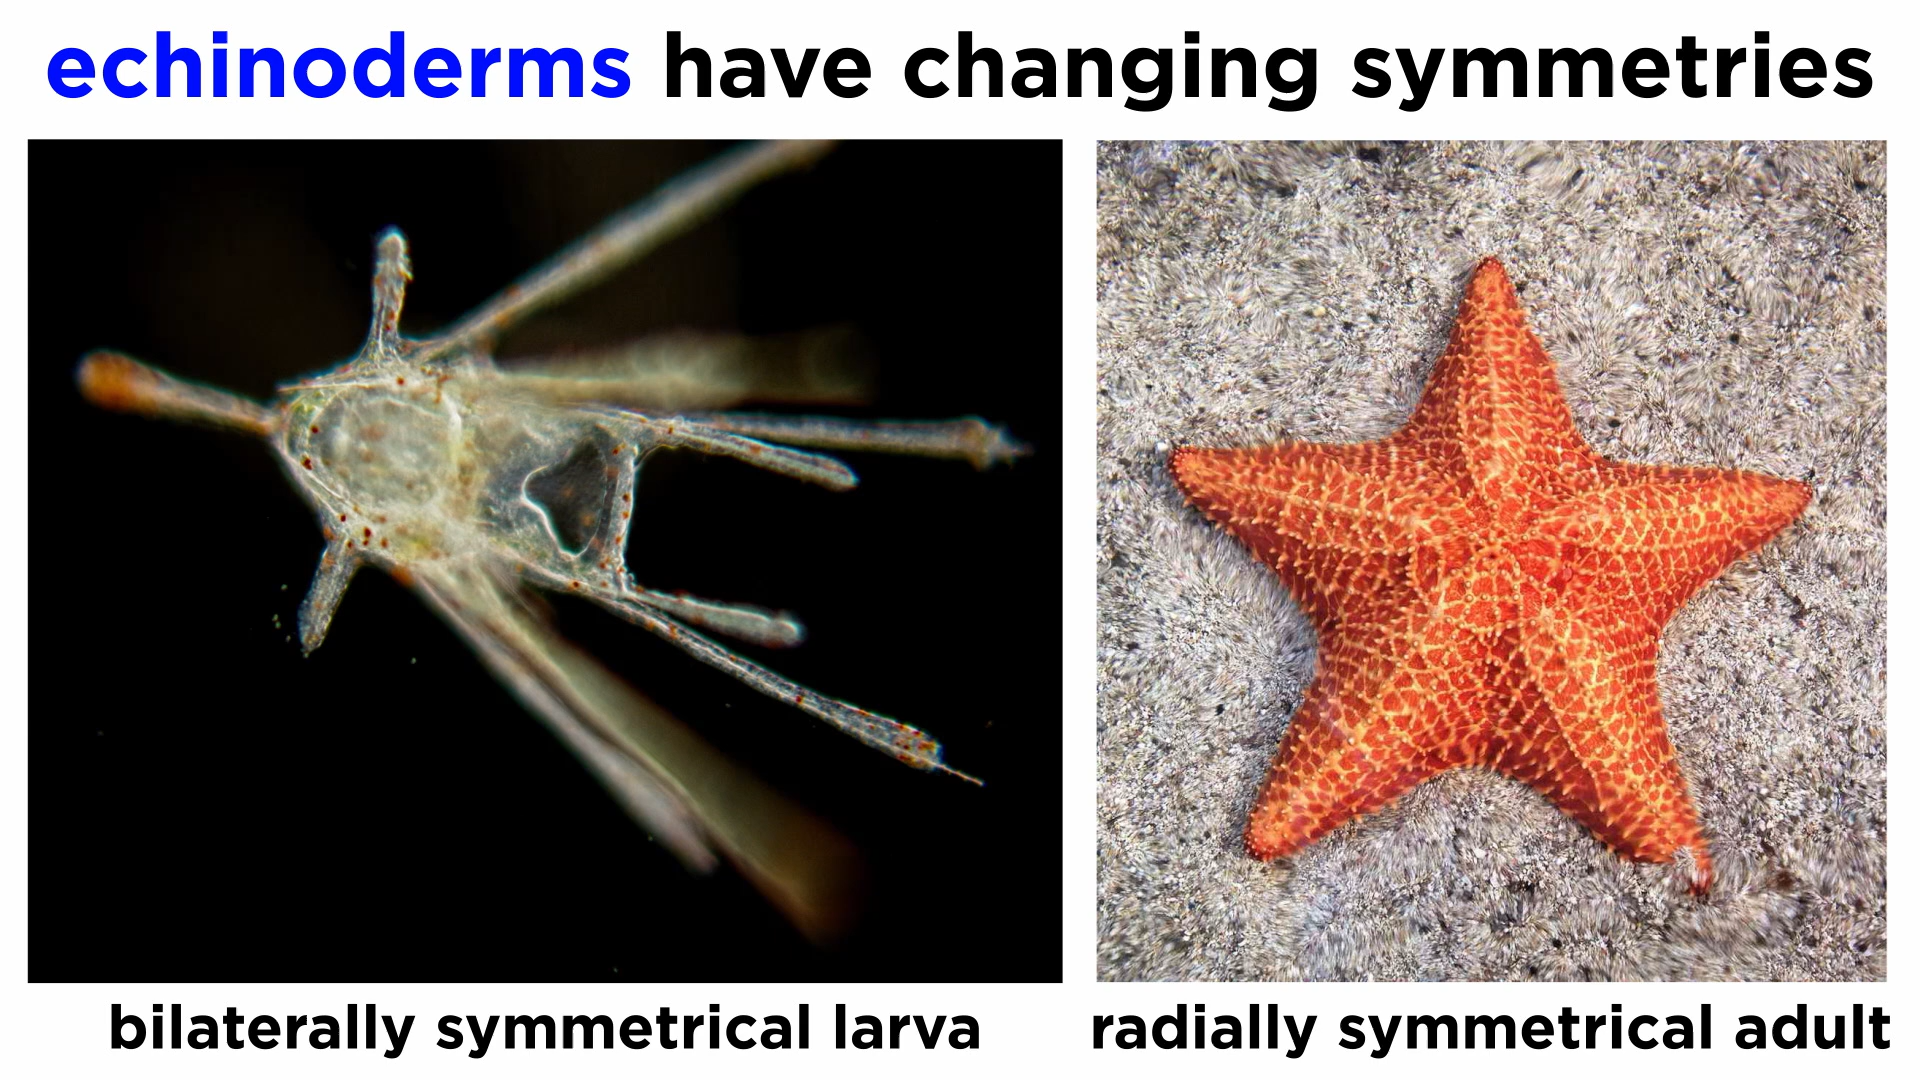 echinoderms have changing symmetries
bilaterally symmetrical larva
radially symmetrical adult